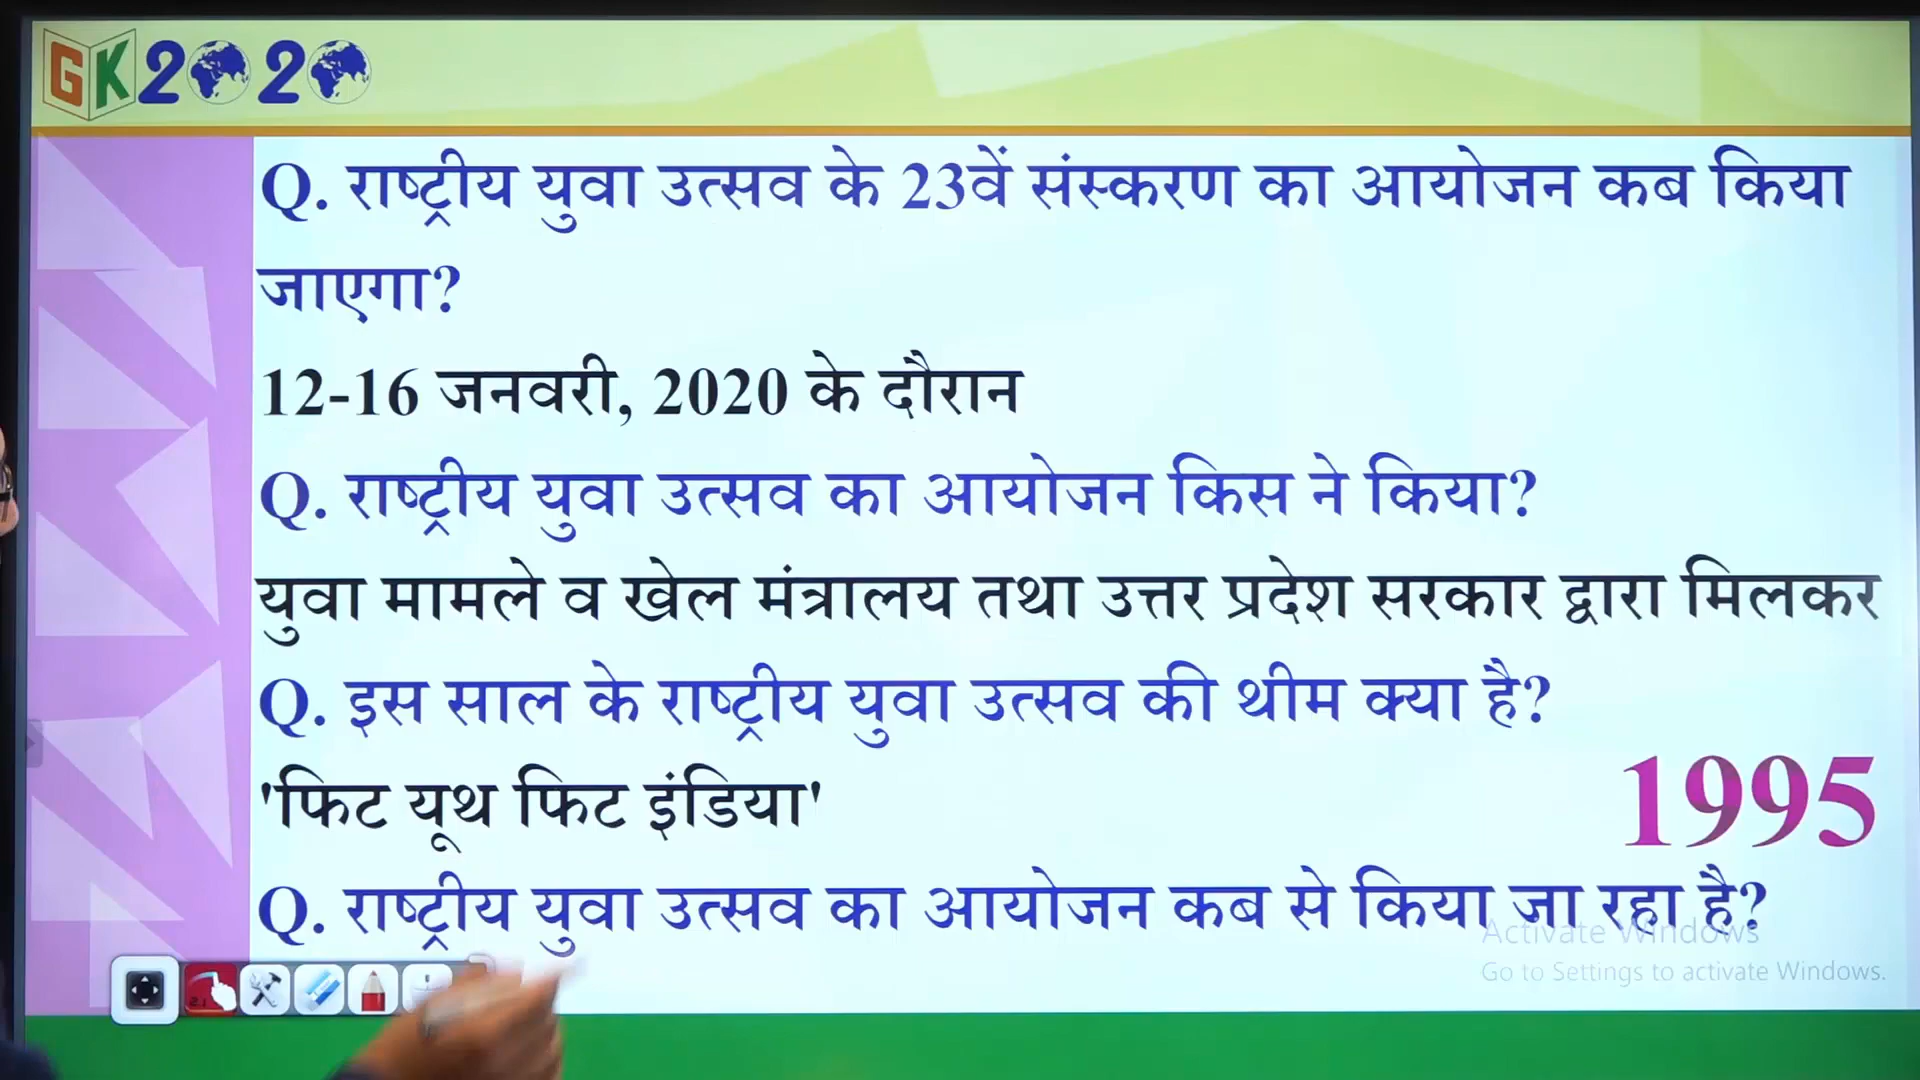 GK2020
Q. राष्ट्रीय युवा उत्सव के 23वें संस्करण का आयोजन कब किया
जाएगा?
12-16 जनवरी, 2020 के दौरान
Q. राष्ट्रीय युवा उत्सव का आयोजन किस ने किया?
युवा मामले व खेल मंत्रालय तथा उत्तर प्रदेश सरकार द्वारा मिलकर
Q. इस साल के राष्ट्रीय युवा उत्सव की थीम क्या है?
'फिट यूथ फिट इंडिया'
1995
Q. राष्ट्रीय युवा उत्सव का आयोजन कब से किया जा रहा है?
Activate Windows
Go to Settings to activate Windows.